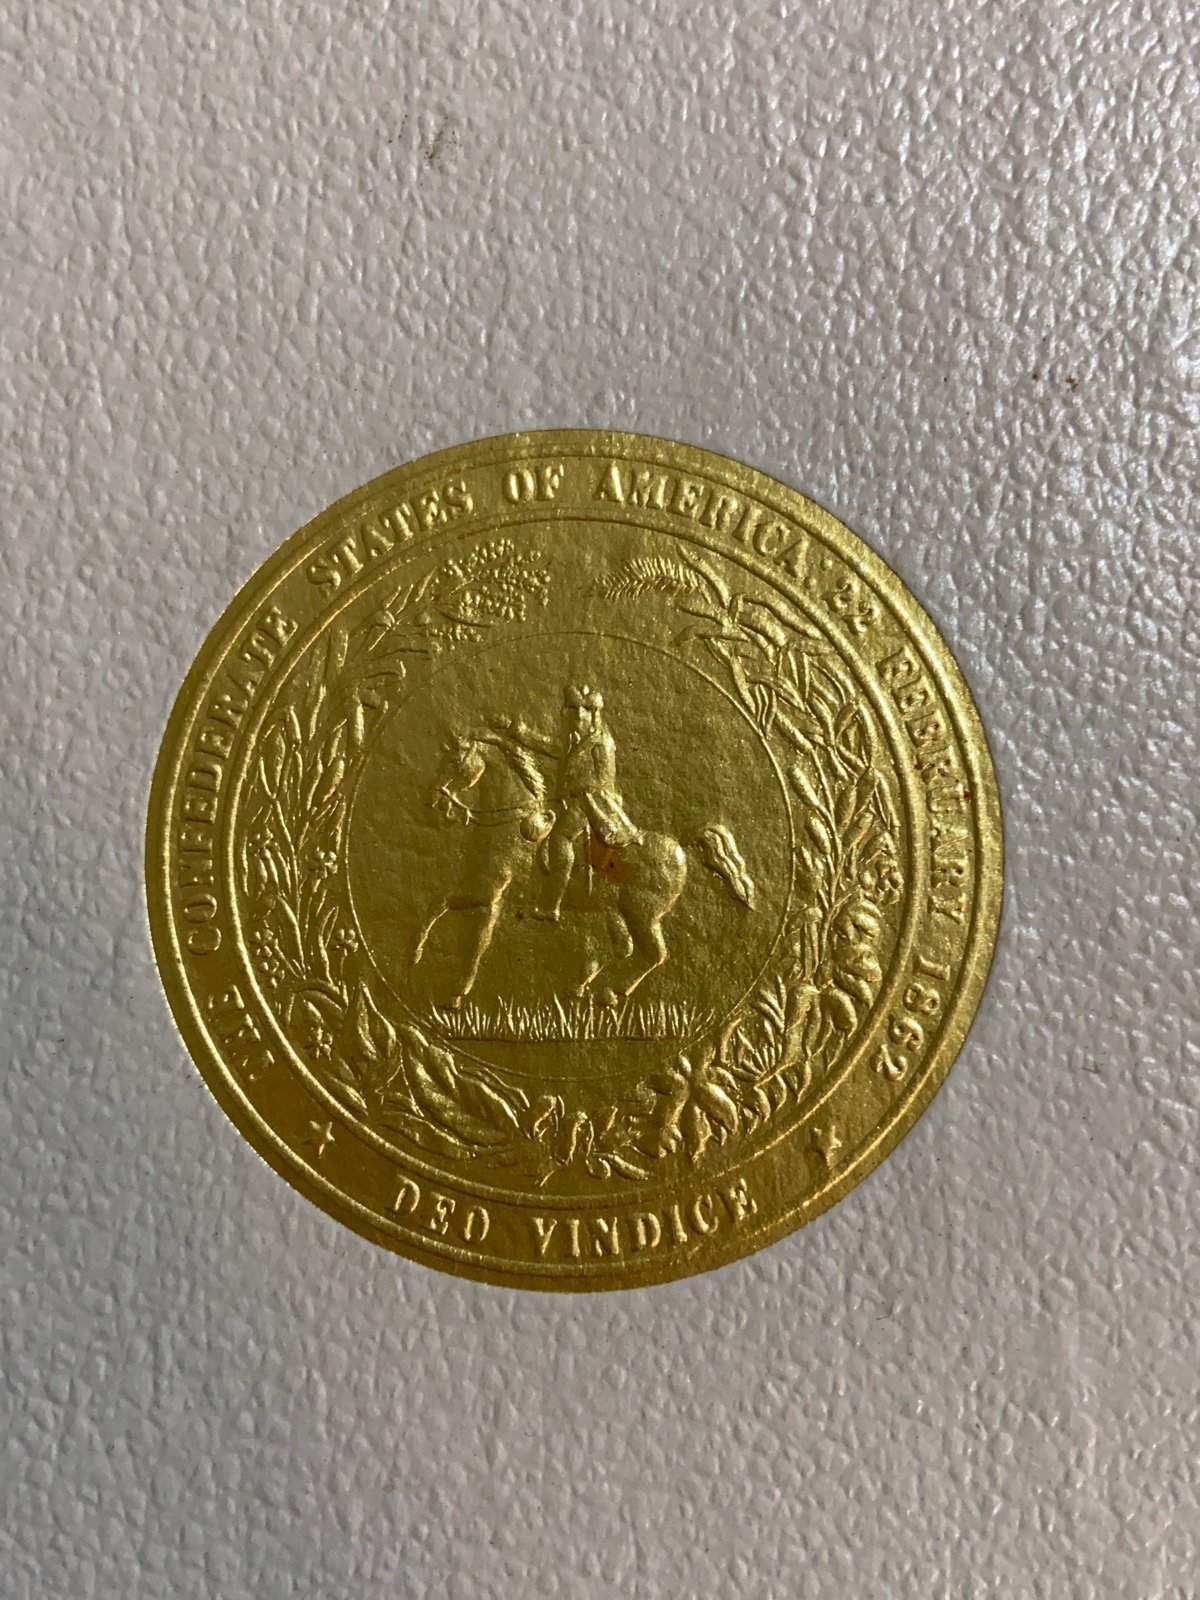 THE CONFEDERATE STATES OF AMERICA: 22 FEBRUARY 1862
DEO VINDICE